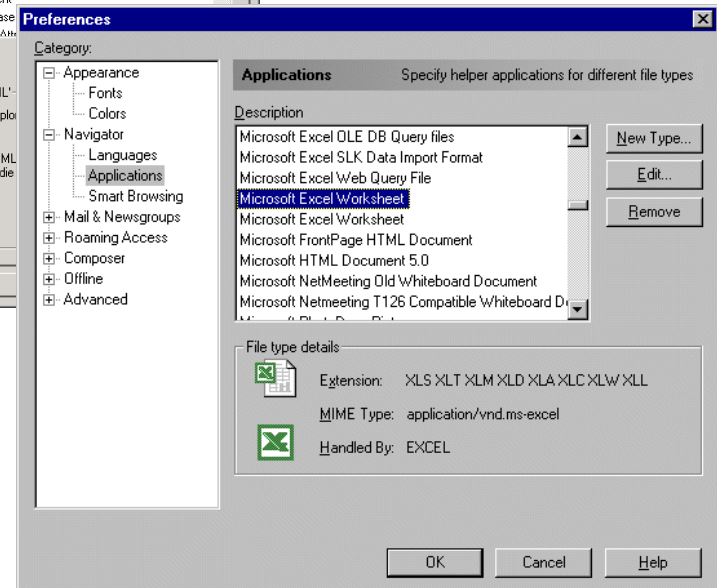 Preferences
Category:
Appearance
Fonts
Colors
Navigator
Languages
Applications
Smart Browsing
Mail & Newsgroups
Roaming Access
Composer
Offline
Advanced
Applications Specify helper applications for different file types
Description
Microsoft Excel OLE DB Query files
Microsoft Excel SLK Data Import Format
Microsoft Excel Web Query File
Microsoft Excel Worksheet
Microsoft Excel Worksheet
Microsoft FrontPage HTML Document
Microsoft HTML Document 5.0
Microsoft NetMeeting Old Whiteboard Document
Microsoft Netmeeting T126 Compatible Whiteboard D
New Type...
Edit...
Remove
File type details
Extension: XLS XLT XLM XLD XLA XLC XLW XLL
MIME Type: application/vnd.ms-excel
Handled By: EXCEL
OK Cancel Help